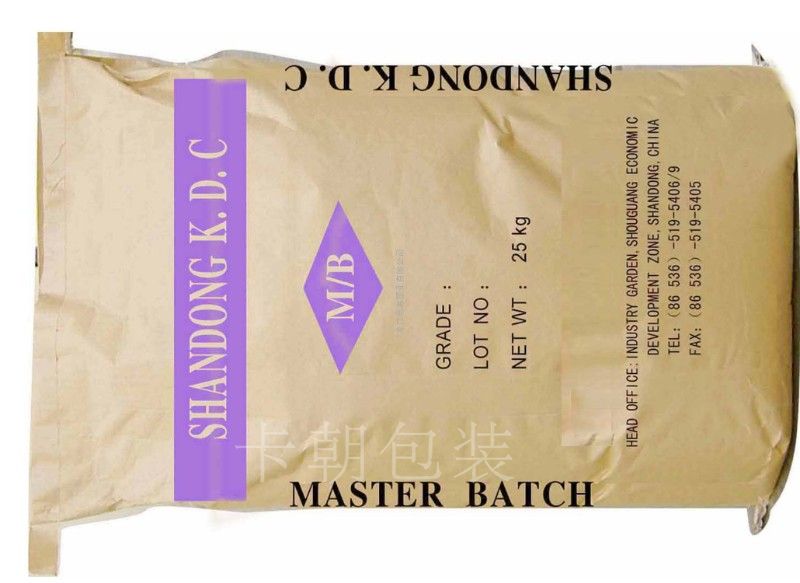 SHANDONG K. D. C
SHANDONG K. D. C
M/B
GRADE :
LOT NO :
NET WT : 25 kg
HEAD OFFICE: INDUSTRY GARDEN, SHOUGUANG ECONOMIC
DEVELOPMENT ZONE, SHANDONG, CHINA
TEL: (86 536) -519-5406/9
FAX: (86 536) -519-5405
卡朝包装
MASTER BATCH